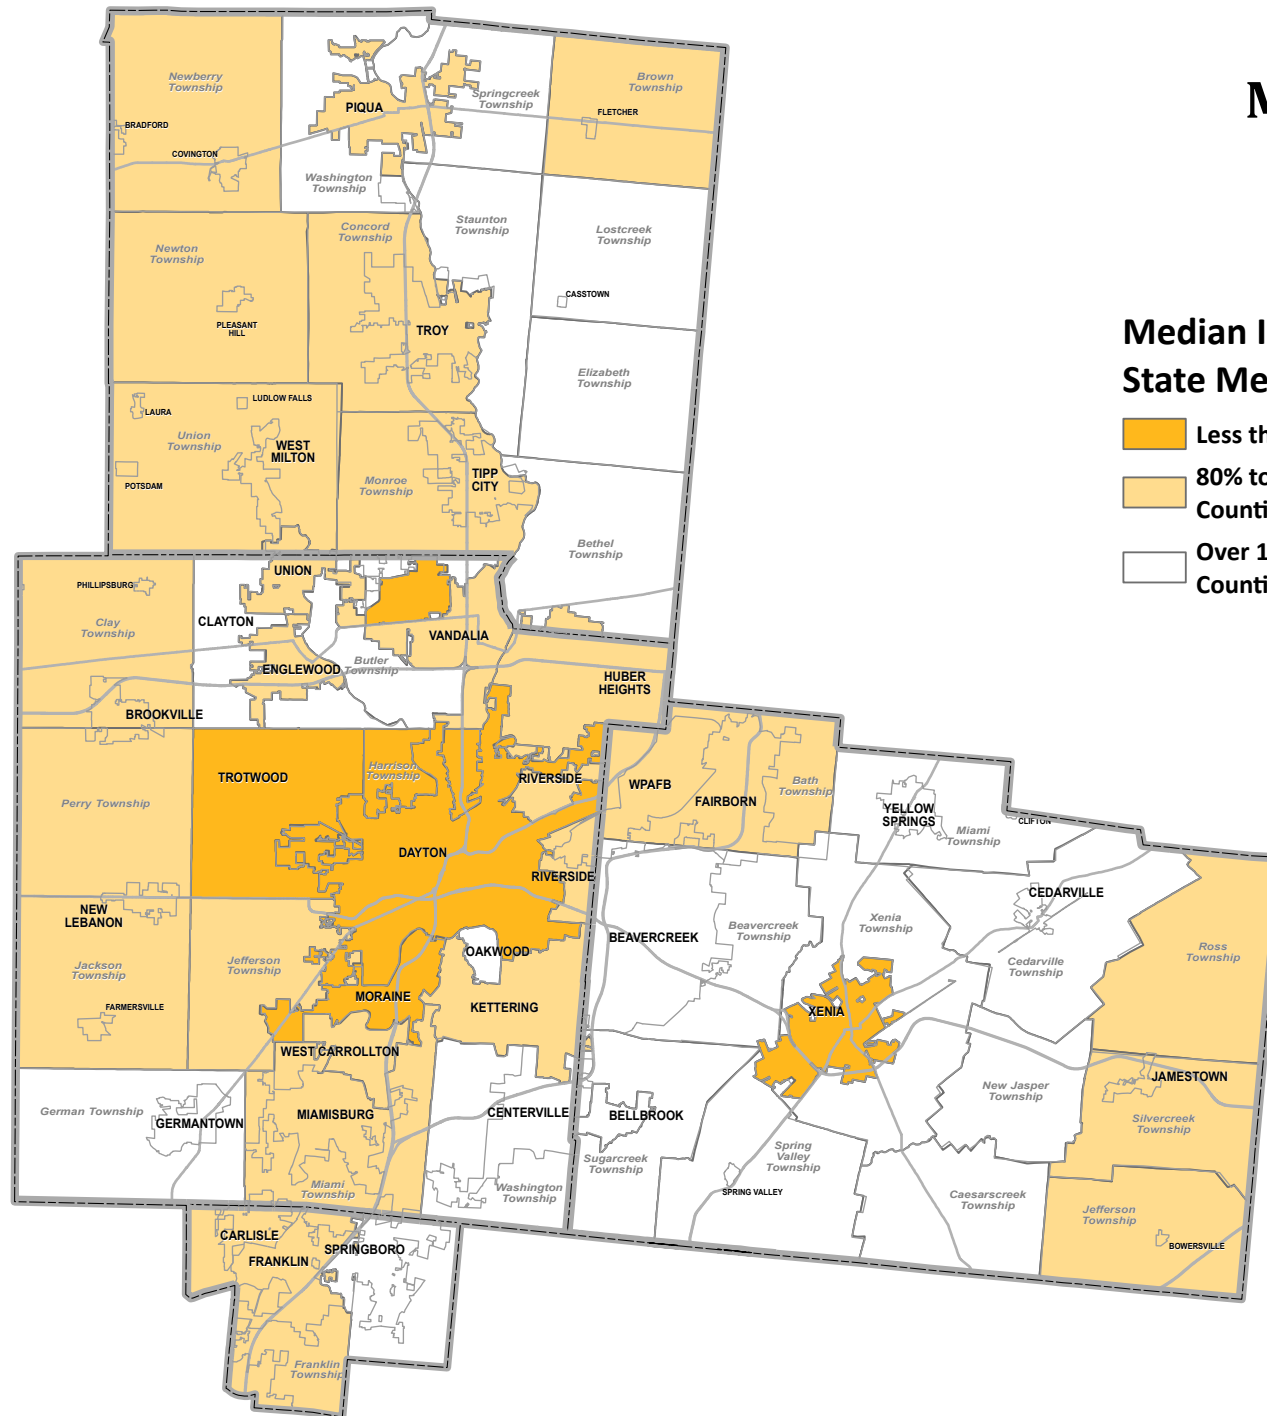 M
Median I
State Me
Less th
80% to
Counti
Over 1
Counti
Newberry
Township
BRADFORD
COVINGTON
PIQUA
Springcreek
Township
Brown
Township
FLETCHER
Washington
Township
Staunton
Township
Lostcreek
Township
CASSTOWN
Newton
Township
PLEASANT
HILL
Concord
Township
TROY
Elizabeth
Township
LAURA
LUDLOW FALLS
Union
Township
WEST
MILTON
POTSDAM
Monroe
Township
TIPP
CITY
Bethel
Township
PHILLIPSBURG
Clay
Township
UNION
CLAYTON
ENGLEWOOD
Butler
Township
VANDALIA
HUBER
HEIGHTS
BROOKVILLE
Perry Township
TROTWOOD
Harrison
Township
RIVERSIDE
DAYTON
RIVERSIDE
WPAFB
FAIRBORN
Bath
Township
YELLOW
SPRINGS
Miami
Township
CLIFTON
CEDARVILLE
NEW
LEBANON
Jackson
Township
FARMERSVILLE
Jefferson
Township
MORAINE
OAKWOOD
KETTERING
BEAVERCREEK
Beavercreek
Township
Xenia
Township
Cedarville
Township
Ross
Township
XENIA
WEST CARROLLTON
German Township
GERMANTOWN
MIAMISBURG
Miami
Township
CENTERVILLE
Washington
Township
BELLBROOK
Sugarcreek
Township
Spring
Valley
Township
SPRING VALLEY
New Jasper
Township
JAMESTOWN
Silvercreek
Township
Caesarscreek
Township
Jefferson
Township
BOWERSVILLE
CARLISLE
FRANKLIN
SPRINGBORO
Franklin
Township